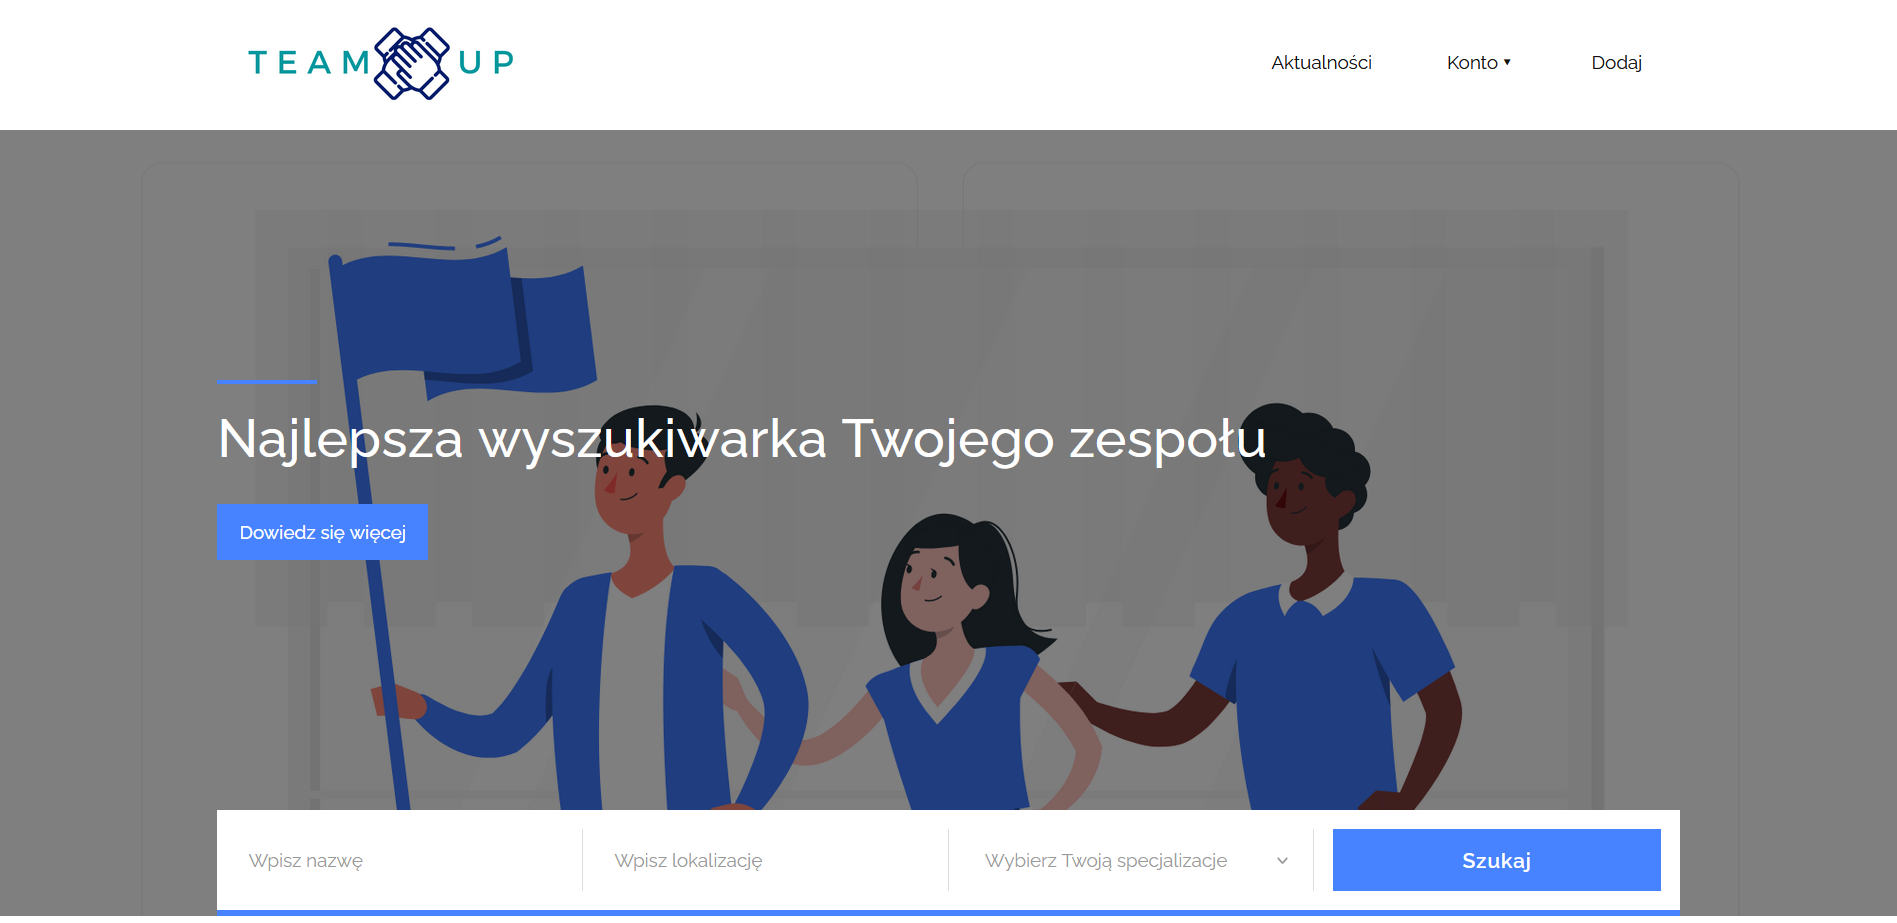 TEAM UP
Aktualności
Konto ▾
Dodaj
Najlepsza wyszukiwarka Twojego zespołu
Dowiedz się więcej
Wpisz nazwę
Wpisz lokalizację
Wybierz Twoją specjalizacje
Szukaj